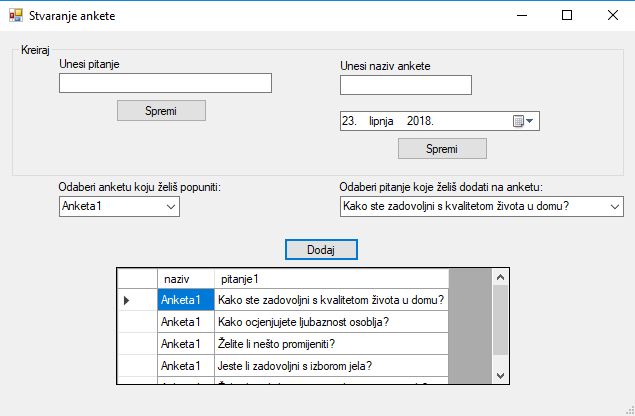 Stvaranje ankete
Kreiraj
Unesi pitanje
Unesi naziv ankete
Spremi
23. lipnja 2018.
Spremi
Odaberi anketu koju želiš popuniti:
Odaberi pitanje koje želiš dodati na anketu:
Anketa1
Kako ste zadovoljni s kvalitetom života u domu?
Dodaj
naziv pitanje1
Anketa1 Kako ste zadovoljni s kvalitetom života u domu?
Anketa1 Kako ocjenjujete ljubaznost osoblja?
Anketa1 Želite li nešto promijeniti?
Anketa1 Jeste li zadovoljni s izborom jela?